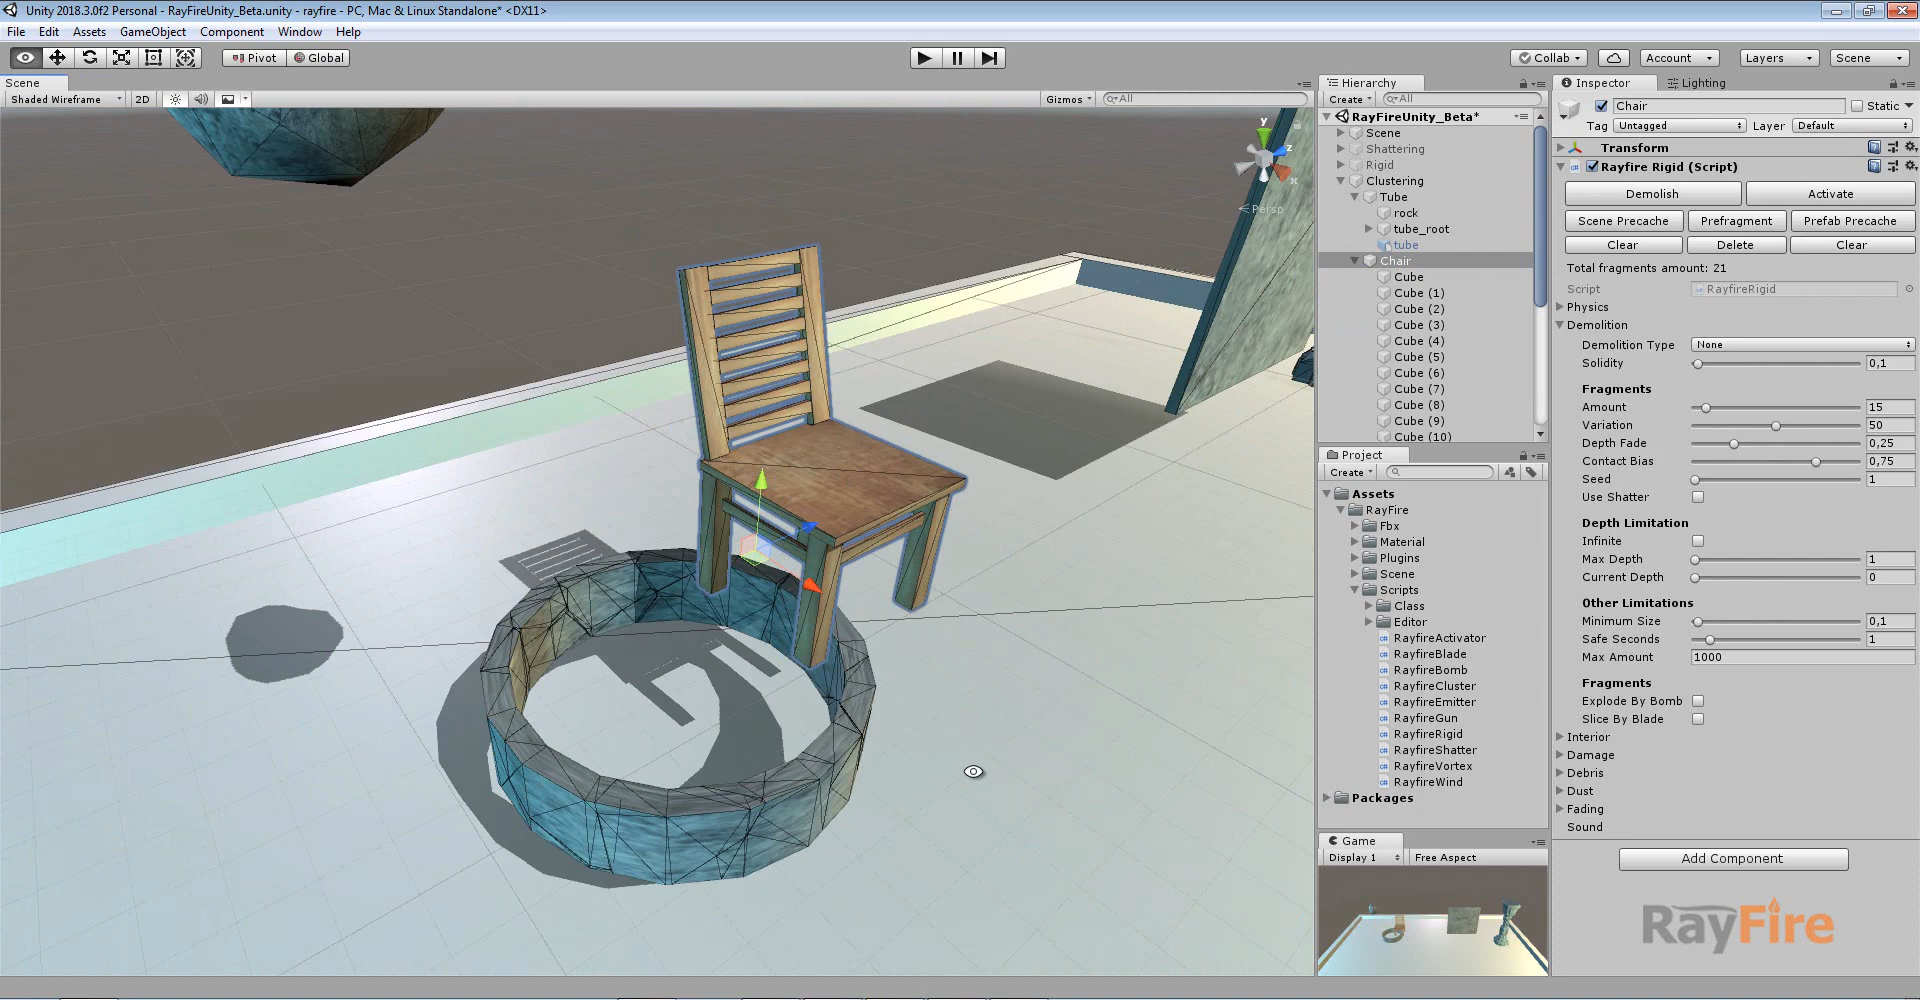 Unity 2018.3.0f2 Personal - RayFireUnity_Beta.unity - rayfire - PC, Mac & Linux Standalone* <DX11>
File Edit Assets GameObject Component Window Help
Pivot Global Collab Account Layers Scene
Scene
Shaded Wireframe 2D Gizmos All
y
z
x
Persp
Hierarchy
Create All
RayFireUnity_Beta*
Scene
Shattering
Rigid
Clustering
Tube
rock
tube_root
tube
Chair
Cube
Cube (1)
Cube (2)
Cube (3)
Cube (4)
Cube (5)
Cube (6)
Cube (7)
Cube (8)
Cube (9)
Cube (10)
Project
Create
Assets
RayFire
Fbx
Material
Plugins
Scene
Scripts
Class
Editor
RayfireActivator
RayfireBlade
RayfireBomb
RayfireCluster
RayfireEmitter
RayfireGun
RayfireRigid
RayfireShatter
RayfireVortex
RayfireWind
Packages
Game
Display 1 Free Aspect
Inspector Lighting
Chair Static
Tag Untagged Layer Default
Transform
Rayfire Rigid (Script)
Demolish Activate
Scene Precache Prefragment Prefab Precache
Clear Delete Clear
Total fragments amount: 21
Script RayfireRigid
Physics
Demolition
Demolition Type None
Solidity 0,1
Fragments
Amount 15
Variation 50
Depth Fade 0,25
Contact Bias 0,75
Seed 1
Use Shatter
Depth Limitation
Infinite
Max Depth 1
Current Depth 0
Other Limitations
Minimum Size 0,1
Safe Seconds 1
Max Amount 1000
Fragments
Explode By Bomb
Slice By Blade
Interior
Damage
Debris
Dust
Fading
Sound
Add Component
RayFire